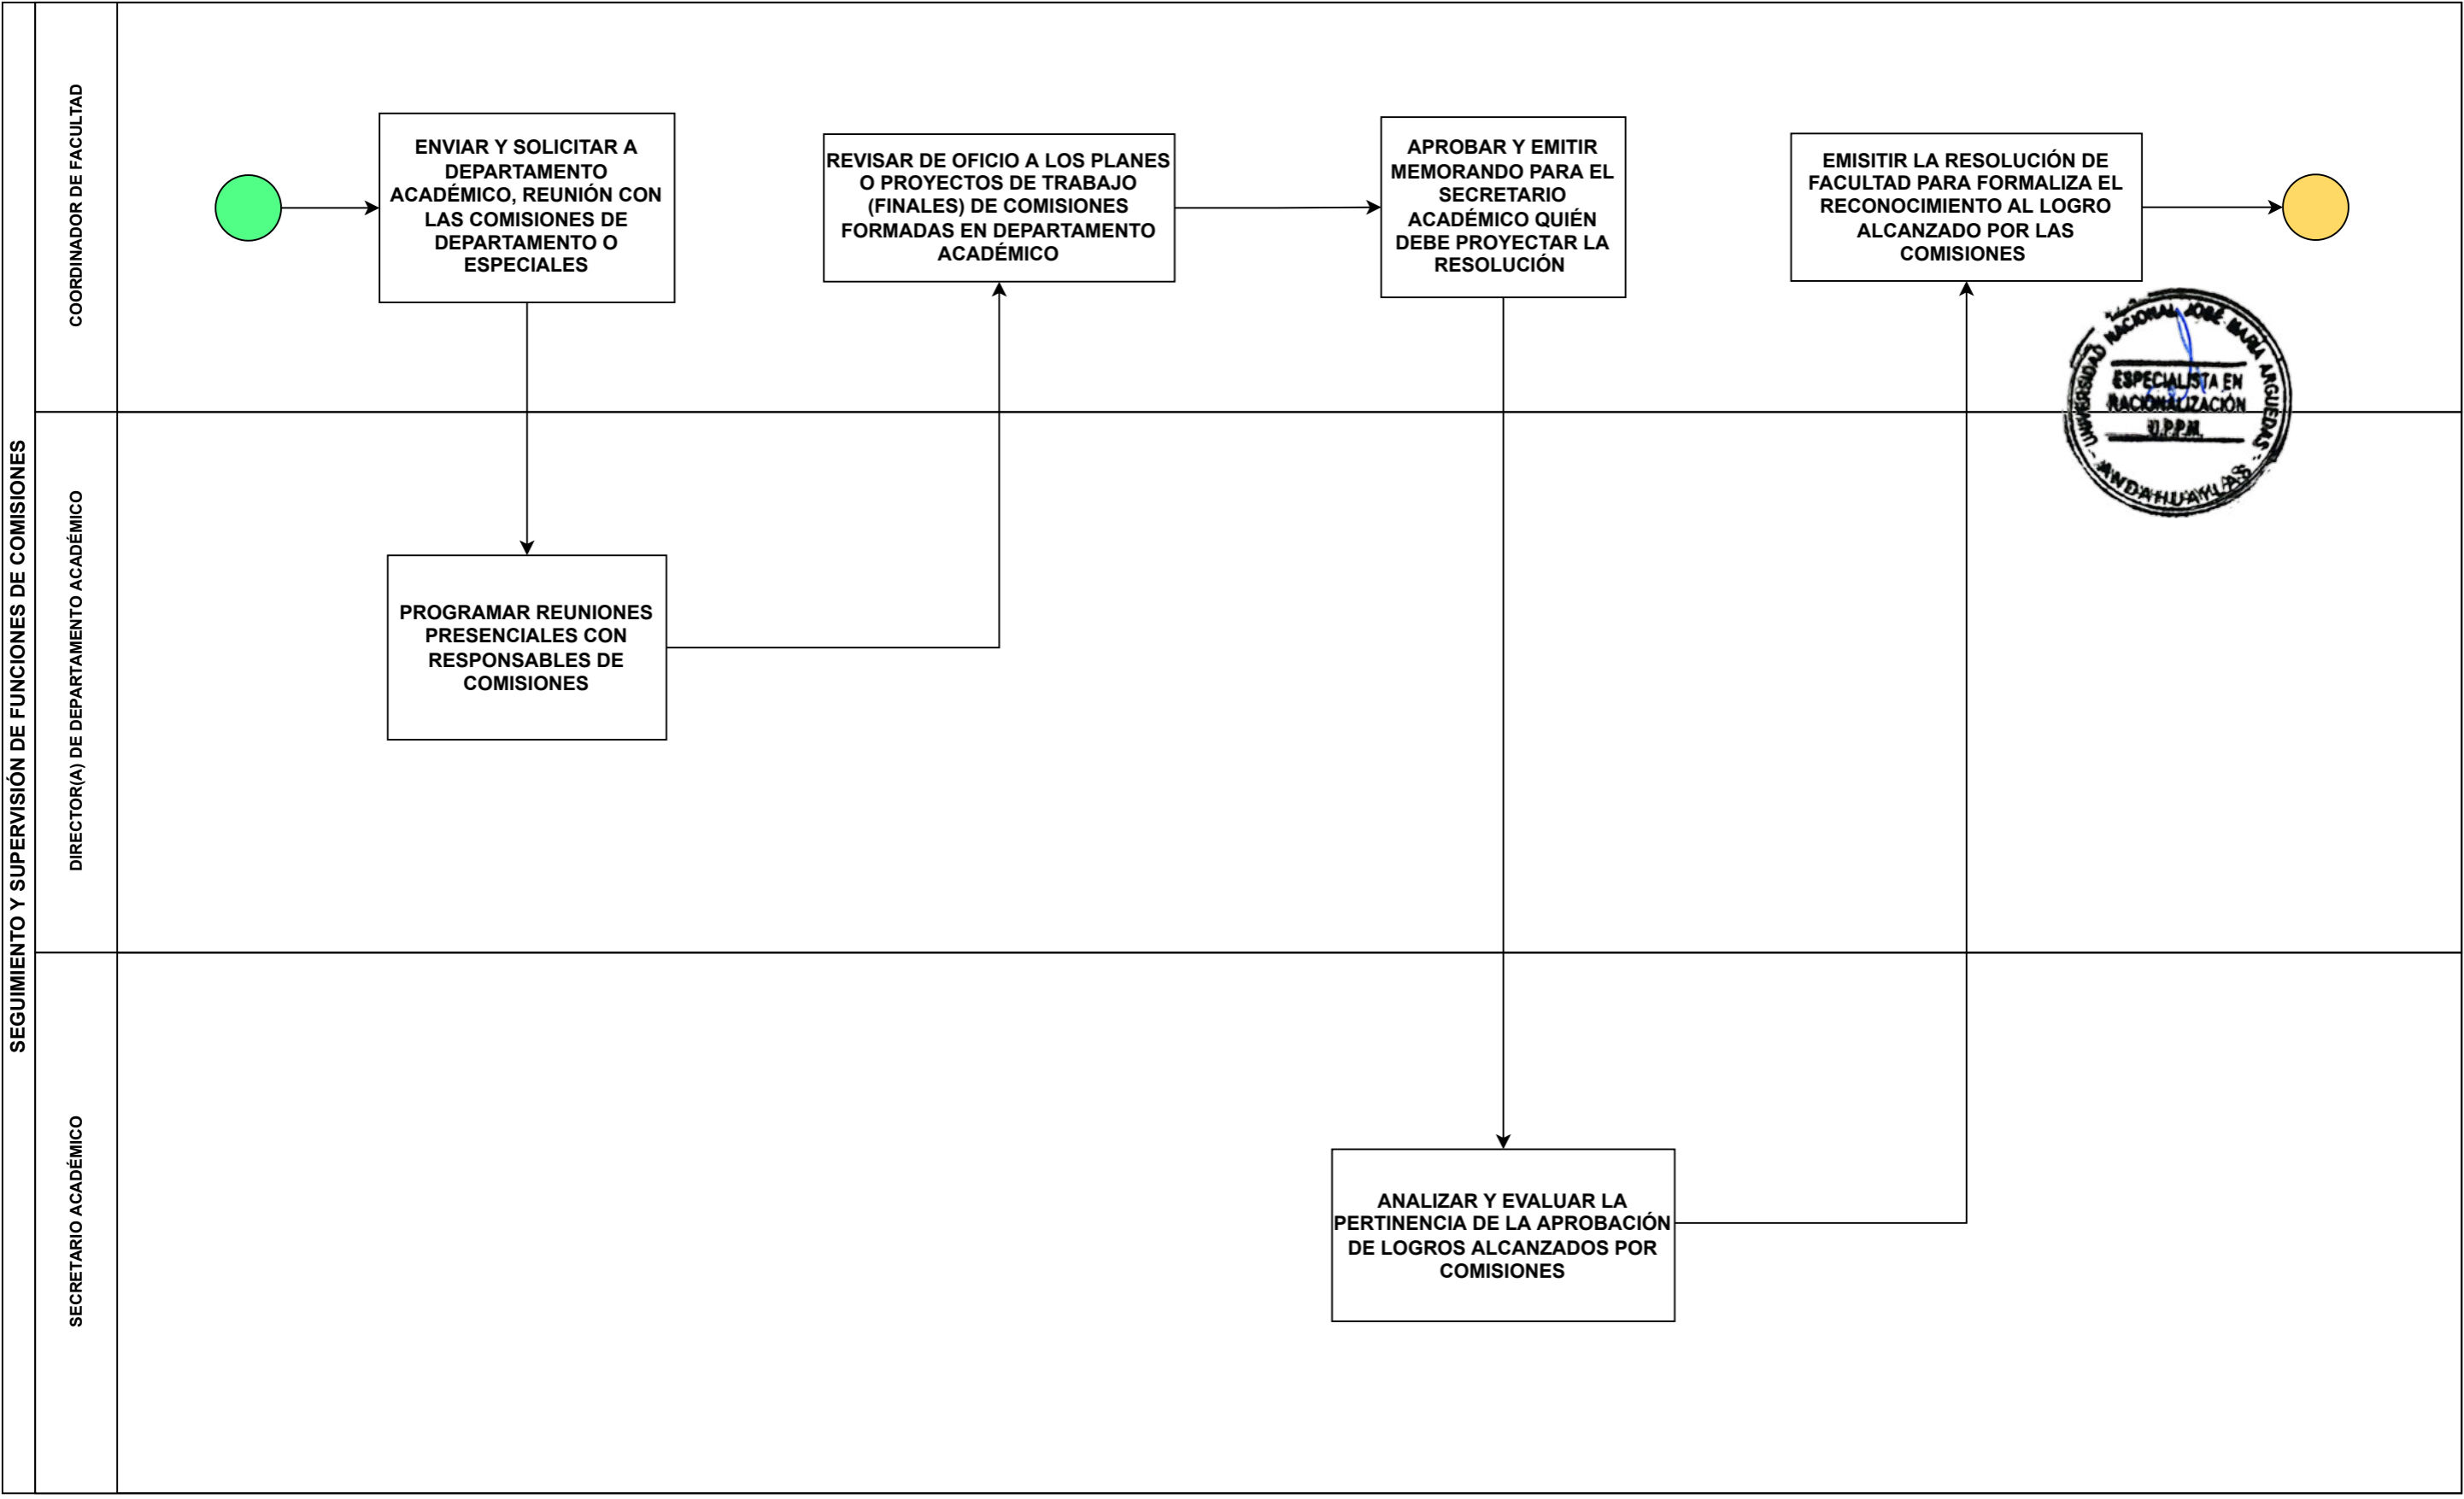 SEGUIMIENTO Y SUPERVISIÓN DE FUNCIONES DE COMISIONES
COORDINADOR DE FACULTAD
ENVIAR Y SOLICITAR A
DEPARTAMENTO
ACADÉMICO, REUNIÓN CON
LAS COMISIONES DE
DEPARTAMENTO O
ESPECIALES
REVISAR DE OFICIO A LOS PLANES
O PROYECTOS DE TRABAJO
(FINALES) DE COMISIONES
FORMADAS EN DEPARTAMENTO
ACADÉMICO
APROBAR Y EMITIR
MEMORANDO PARA EL
SECRETARIO
ACADÉMICO QUIÉN
DEBE PROYECTAR LA
RESOLUCIÓN
EMISITIR LA RESOLUCIÓN DE
FACULTAD PARA FORMALIZA EL
RECONOCIMIENTO AL LOGRO
ALCANZADO POR LAS
COMISIONES
UNIVERSIDAD NACIONAL JOSÉ MARÍA ARGUEDAS
ESPECIALISTA EN
RACIONALIZACIÓN
U.P.P.M.
- ANDAHUAYLAS -
DIRECTOR(A) DE DEPARTAMENTO ACADÉMICO
PROGRAMAR REUNIONES
PRESENCIALES CON
RESPONSABLES DE
COMISIONES
SECRETARIO ACADÉMICO
ANALIZAR Y EVALUAR LA
PERTINENCIA DE LA APROBACIÓN
DE LOGROS ALCANZADOS POR
COMISIONES